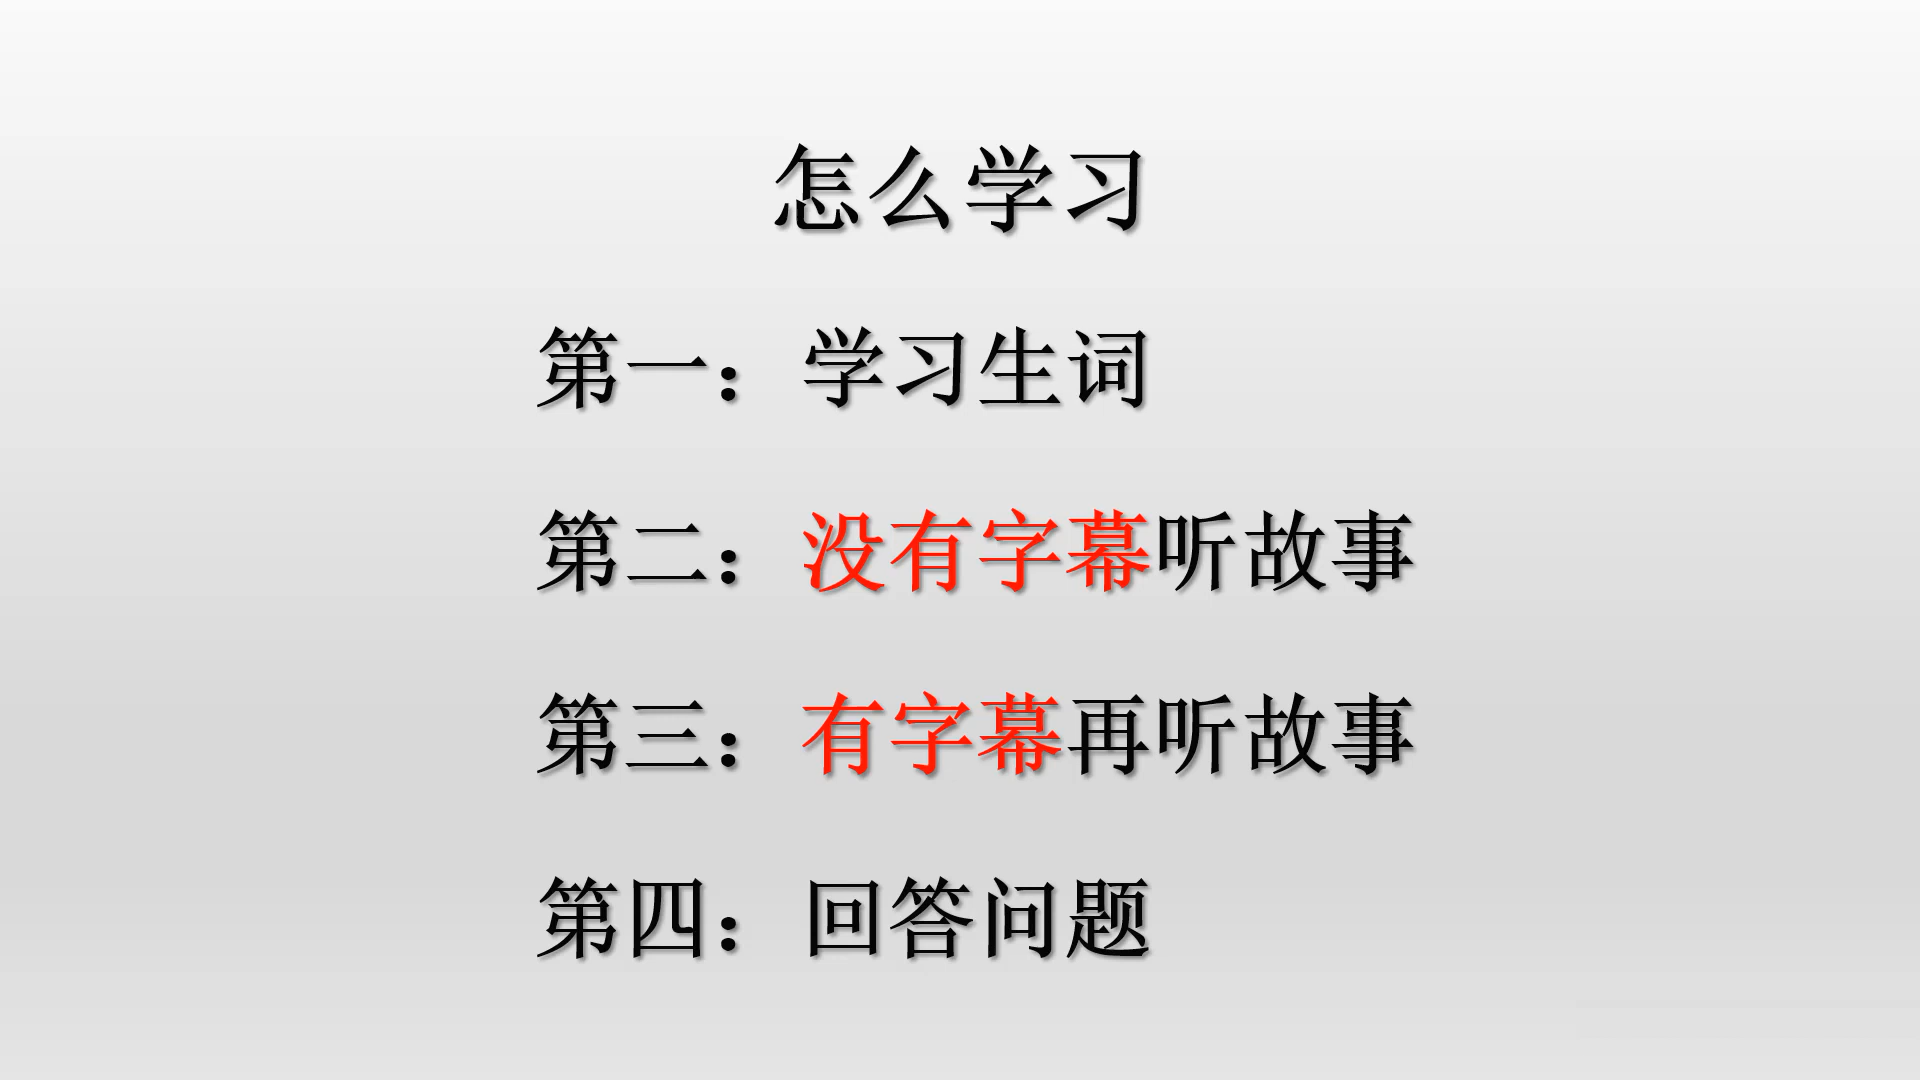 怎么学习
第一：学习生词
第二：没有字幕听故事
第三：有字幕再听故事
第四：回答问题